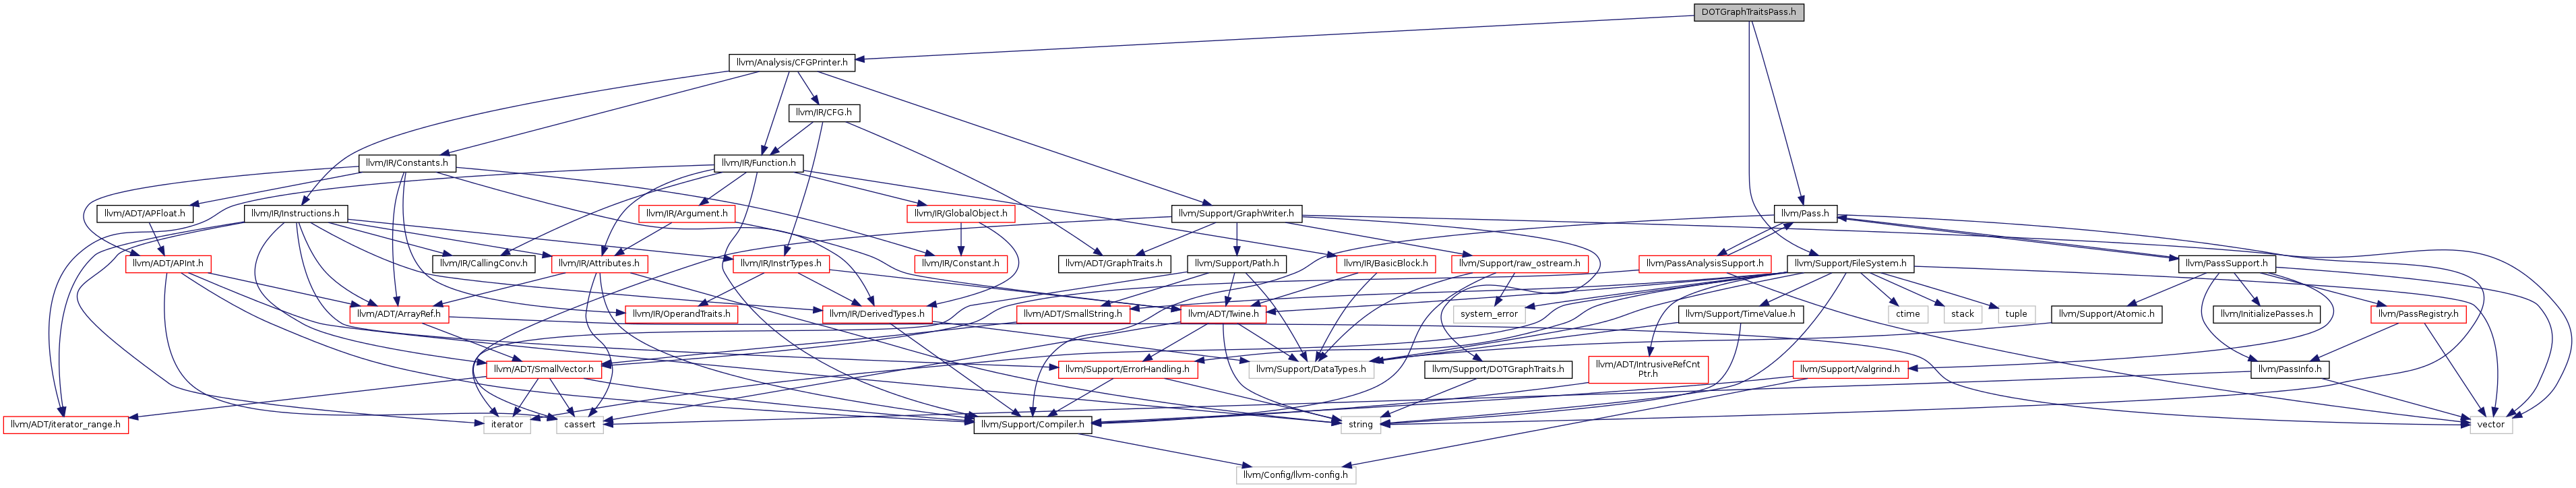 DOTGraphTraitsPass.h
llvm/Analysis/CFGPrinter.h
llvm/IR/CFG.h
llvm/IR/Constants.h
llvm/IR/Function.h
llvm/ADT/APFloat.h
llvm/IR/Instructions.h
llvm/IR/Argument.h
llvm/IR/GlobalObject.h
llvm/Support/GraphWriter.h
llvm/Pass.h
llvm/ADT/APInt.h
llvm/IR/CallingConv.h
llvm/IR/Attributes.h
llvm/IR/InstrTypes.h
llvm/IR/Constant.h
llvm/ADT/GraphTraits.h
llvm/Support/Path.h
llvm/IR/BasicBlock.h
llvm/Support/raw_ostream.h
llvm/PassAnalysisSupport.h
llvm/Support/FileSystem.h
llvm/PassSupport.h
llvm/ADT/ArrayRef.h
llvm/IR/OperandTraits.h
llvm/IR/DerivedTypes.h
llvm/ADT/SmallString.h
llvm/ADT/Twine.h
system_error
llvm/Support/TimeValue.h
ctime
stack
tuple
llvm/Support/Atomic.h
llvm/InitializePasses.h
llvm/PassRegistry.h
llvm/ADT/SmallVector.h
llvm/Support/ErrorHandling.h
llvm/Support/DataTypes.h
llvm/Support/DOTGraphTraits.h
llvm/ADT/IntrusiveRefCnt
Ptr.h
llvm/Support/Valgrind.h
llvm/PassInfo.h
llvm/ADT/iterator_range.h
iterator
cassert
llvm/Support/Compiler.h
string
vector
llvm/Config/llvm-config.h